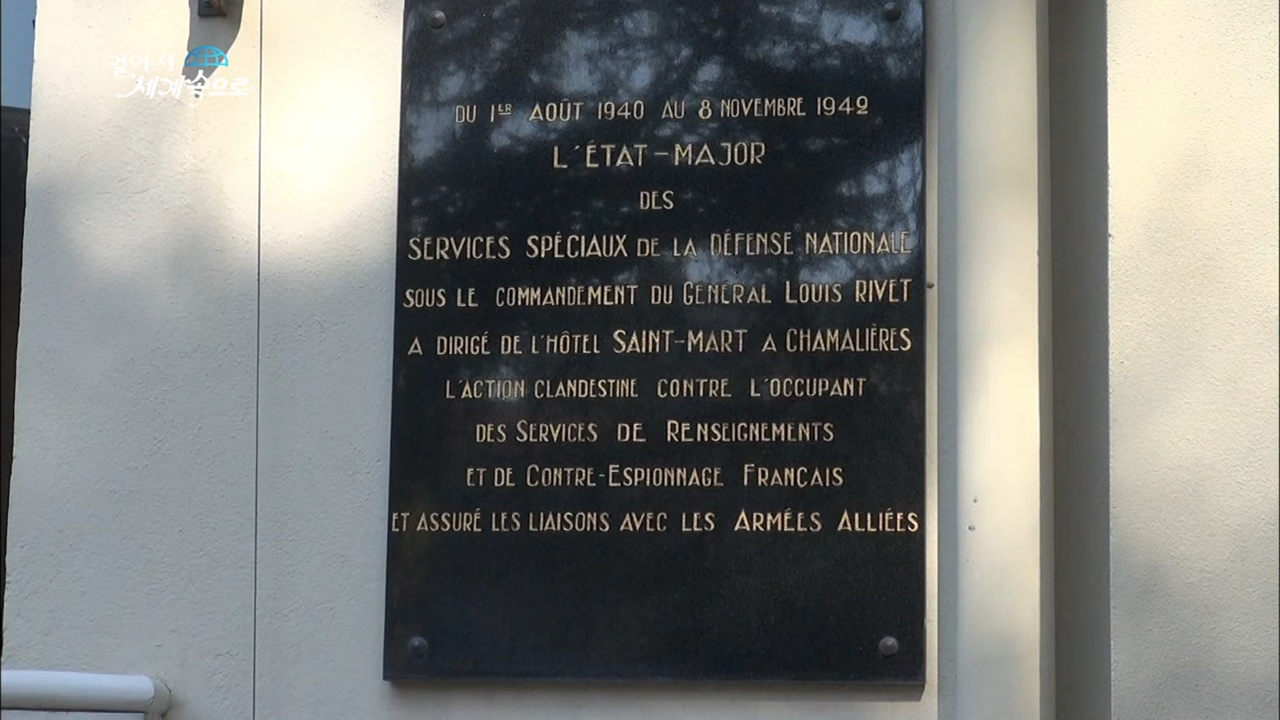 걸어서
세계속으로
DU 1ER AOÛT 1940 AU 8 NOVEMBRE 1942
L'ÉTAT-MAJOR
DES
SERVICES SPÉCIAUX DE LA DÉFENSE NATIONALE
SOUS LE COMMANDEMENT DU GÉNÉRAL LOUIS RIVET
A DIRIGÉ DE L'HÔTEL SAINT-MART A CHAMALIÈRES
L'ACTION CLANDESTINE CONTRE L'OCCUPANT
DES SERVICES DE RENSEIGNEMENTS
ET DE CONTRE-ESPIONNAGE FRANÇAIS
ET ASSURÉ LES LIAISONS AVEC LES ARMÉES ALLIÉES